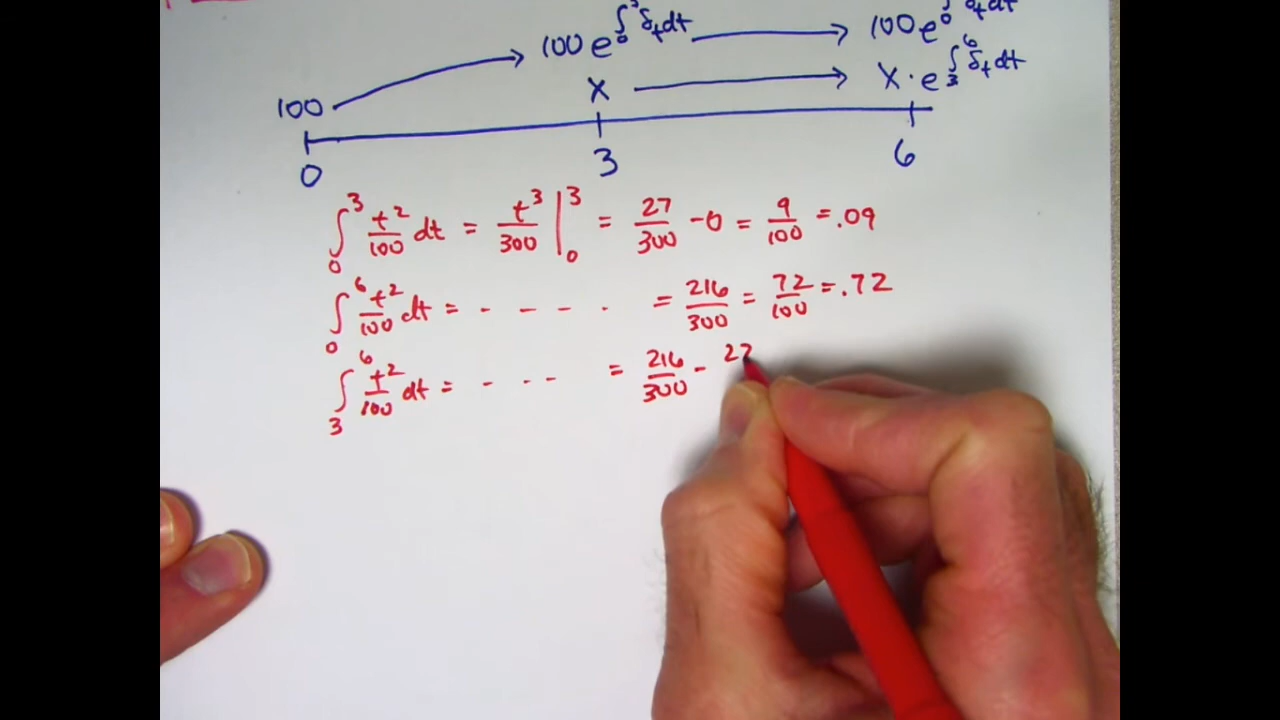 100e^{∫_0^3 δ_t dt} → 100e^{∫_0 δ_t dt}
X → X·e^{∫_3^6 δ_t dt}
100
0 3 6
∫_0^3 t²/100 dt = t³/300 |_0^3 = 27/300 - 0 = 9/100 = .09
∫_0^6 t²/100 dt = - - - . = 216/300 = 72/100 = .72
∫_3^6 t²/100 dt = - - - = 216/300 - 27